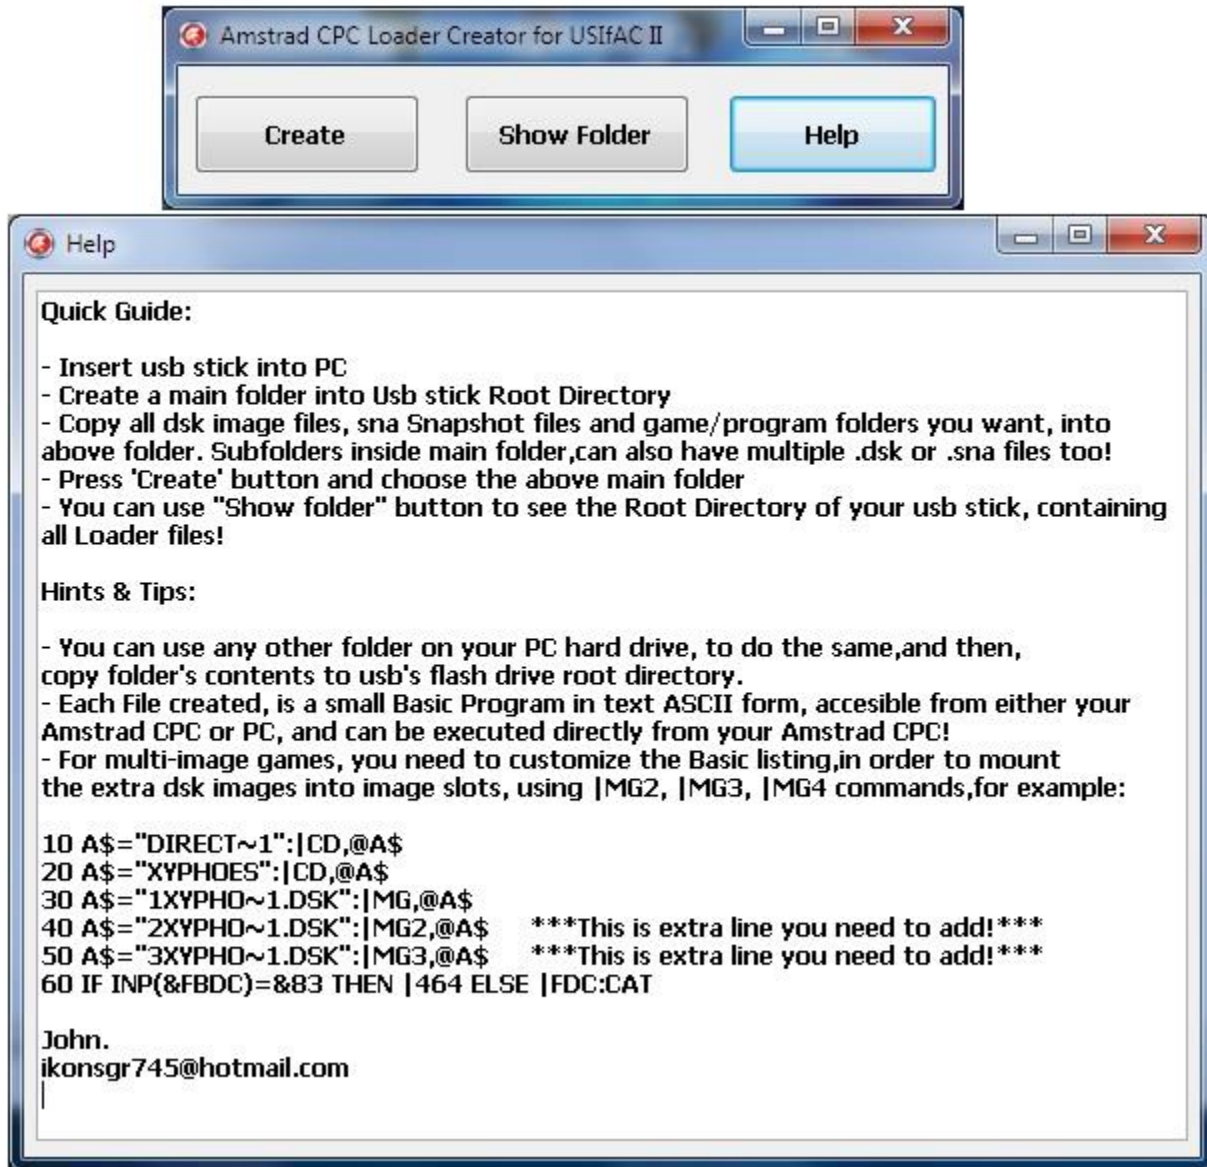 Amstrad CPC Loader Creator for USIfAC II
Create
Show Folder
Help
Help
Quick Guide:
- Insert usb stick into PC
- Create a main folder into Usb stick Root Directory
- Copy all dsk image files, sna Snapshot files and game/program folders you want, into
above folder. Subfolders inside main folder,can also have multiple .dsk or .sna files too!
- Press 'Create' button and choose the above main folder
- You can use "Show folder" button to see the Root Directory of your usb stick, containing
all Loader files!
Hints & Tips:
- You can use any other folder on your PC hard drive, to do the same,and then,
copy folder's contents to usb's flash drive root directory.
- Each File created, is a small Basic Program in text ASCII form, accesible from either your
Amstrad CPC or PC, and can be executed directly from your Amstrad CPC!
- For multi-image games, you need to customize the Basic listing,in order to mount
the extra dsk images into image slots, using |MG2, |MG3, |MG4 commands,for example:
10 A$="DIRECT~1":|CD,@A$
20 A$="XYPHOES":|CD,@A$
30 A$="1XYPHO~1.DSK":|MG,@A$
40 A$="2XYPHO~1.DSK":|MG2,@A$ ***This is extra line you need to add!***
50 A$="3XYPHO~1.DSK":|MG3,@A$ ***This is extra line you need to add!***
60 IF INP(&FBDC)=&83 THEN |464 ELSE |FDC:CAT
John.
ikonsgr745@hotmail.com